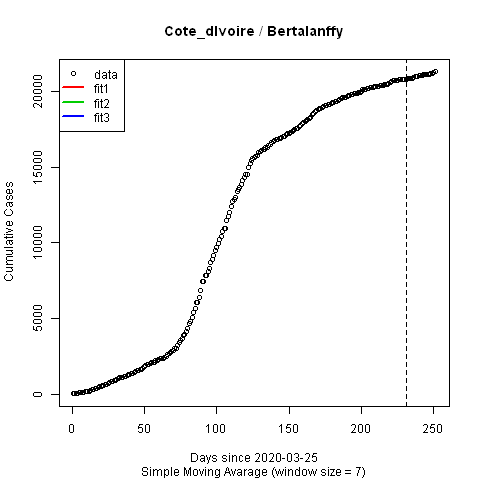 Cote_dIvoire / Bertalanffy
data
fit1
fit2
fit3
Cumulative Cases
20000
15000
10000
5000
0
0 50 100 150 200 250
Days since 2020-03-25
Simple Moving Avarage (window size = 7)